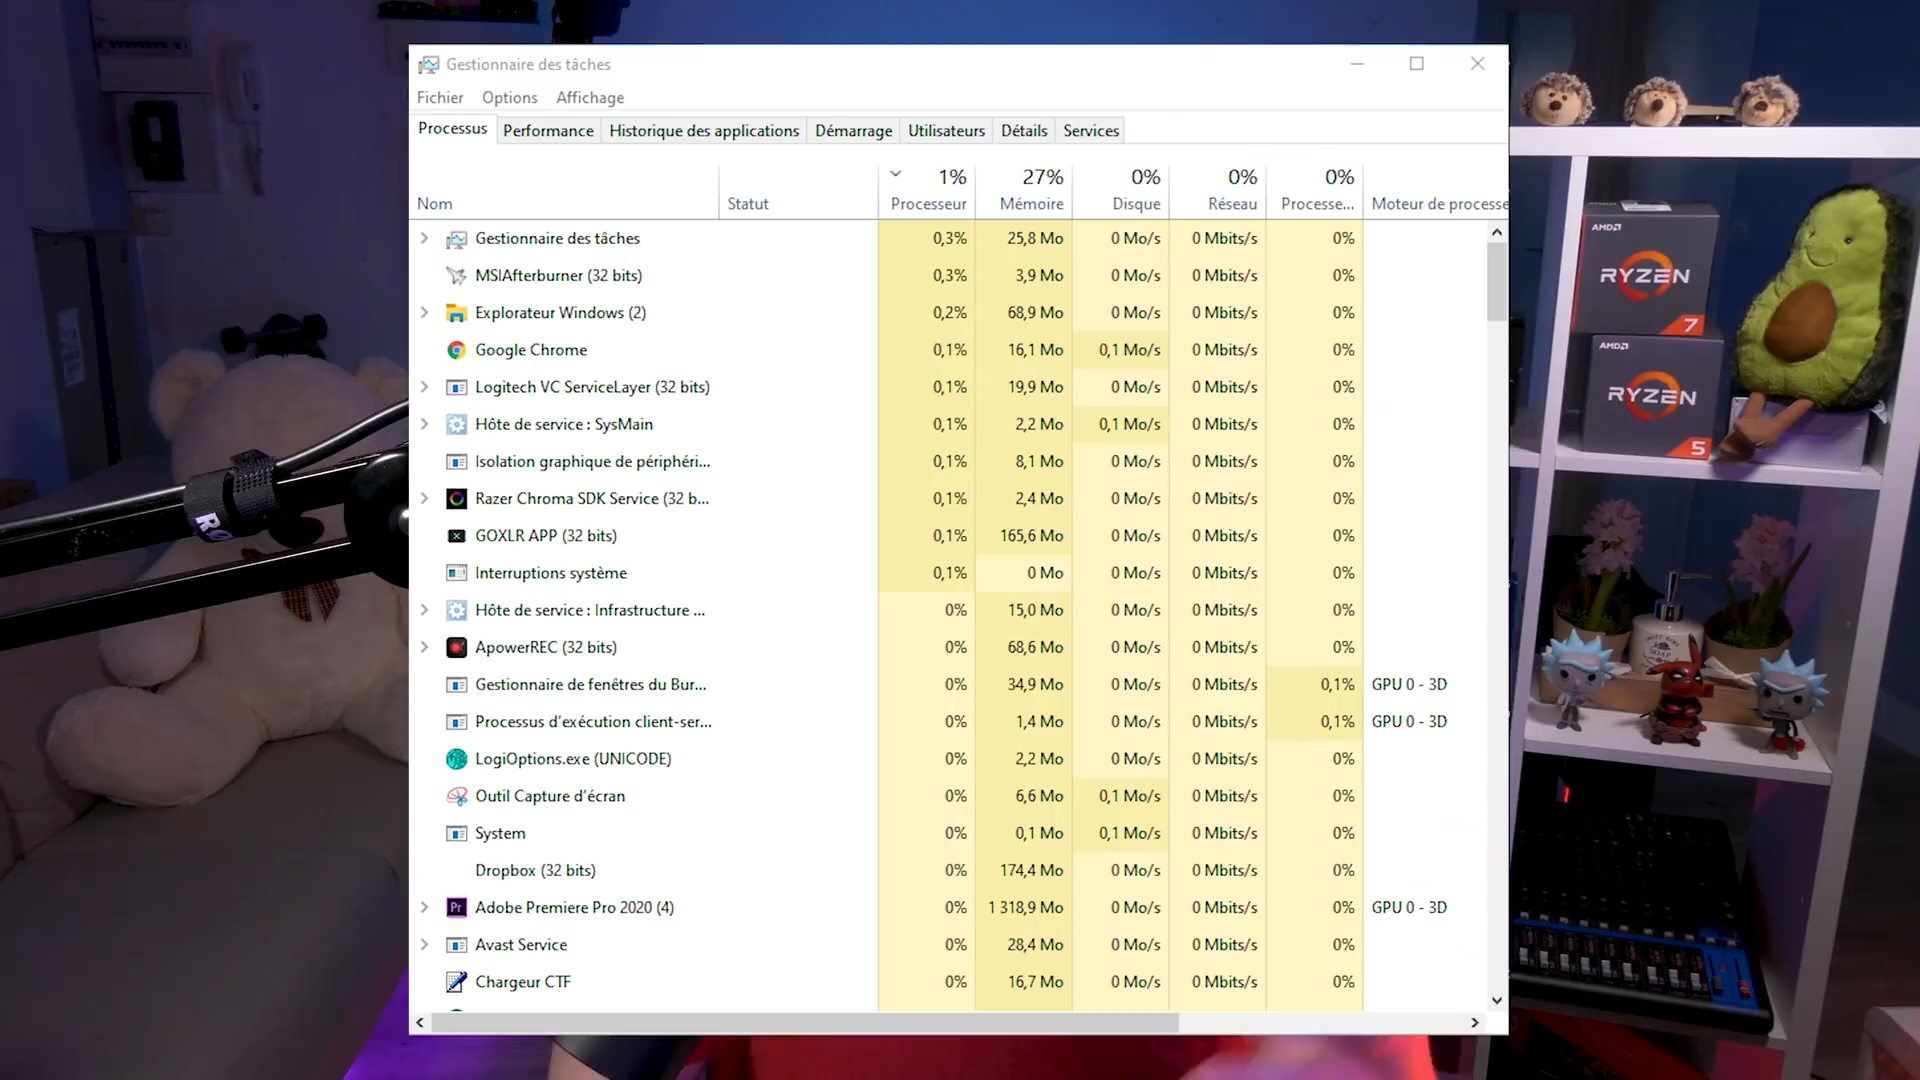 Gestionnaire des tâches
Fichier Options Affichage
Processus Performance Historique des applications Démarrage Utilisateurs Détails Services
1% 27% 0% 0% 0%
Nom Statut Processeur Mémoire Disque Réseau Processe... Moteur de processe
Gestionnaire des tâches 0,3% 25,8 Mo 0 Mo/s 0 Mbits/s 0%
MSIAfterburner (32 bits) 0,3% 3,9 Mo 0 Mo/s 0 Mbits/s 0%
Explorateur Windows (2) 0,2% 68,9 Mo 0 Mo/s 0 Mbits/s 0%
Google Chrome 0,1% 16,1 Mo 0,1 Mo/s 0 Mbits/s 0%
Logitech VC ServiceLayer (32 bits) 0,1% 19,9 Mo 0 Mo/s 0 Mbits/s 0%
Hôte de service : SysMain 0,1% 2,2 Mo 0,1 Mo/s 0 Mbits/s 0%
Isolation graphique de périphéri... 0,1% 8,1 Mo 0 Mo/s 0 Mbits/s 0%
Razer Chroma SDK Service (32 b... 0,1% 2,4 Mo 0 Mo/s 0 Mbits/s 0%
GOXLR APP (32 bits) 0,1% 165,6 Mo 0 Mo/s 0 Mbits/s 0%
Interruptions système 0,1% 0 Mo 0 Mo/s 0 Mbits/s 0%
Hôte de service : Infrastructure ... 0% 15,0 Mo 0 Mo/s 0 Mbits/s 0%
ApowerREC (32 bits) 0% 68,6 Mo 0 Mo/s 0 Mbits/s 0%
Gestionnaire de fenêtres du Bur... 0% 34,9 Mo 0 Mo/s 0 Mbits/s 0,1% GPU 0 - 3D
Processus d'exécution client-ser... 0% 1,4 Mo 0 Mo/s 0 Mbits/s 0,1% GPU 0 - 3D
LogiOptions.exe (UNICODE) 0% 2,2 Mo 0 Mo/s 0 Mbits/s 0%
Outil Capture d'écran 0% 6,6 Mo 0,1 Mo/s 0 Mbits/s 0%
System 0% 0,1 Mo 0,1 Mo/s 0 Mbits/s 0%
Dropbox (32 bits) 0% 174,4 Mo 0 Mo/s 0 Mbits/s 0%
Pr Adobe Premiere Pro 2020 (4) 0% 1 318,9 Mo 0 Mo/s 0 Mbits/s 0% GPU 0 - 3D
Avast Service 0% 28,4 Mo 0 Mo/s 0 Mbits/s 0%
Chargeur CTF 0% 16,7 Mo 0 Mo/s 0 Mbits/s 0%
AMD
RYZEN
7
AMD
RYZEN
5
SOAP